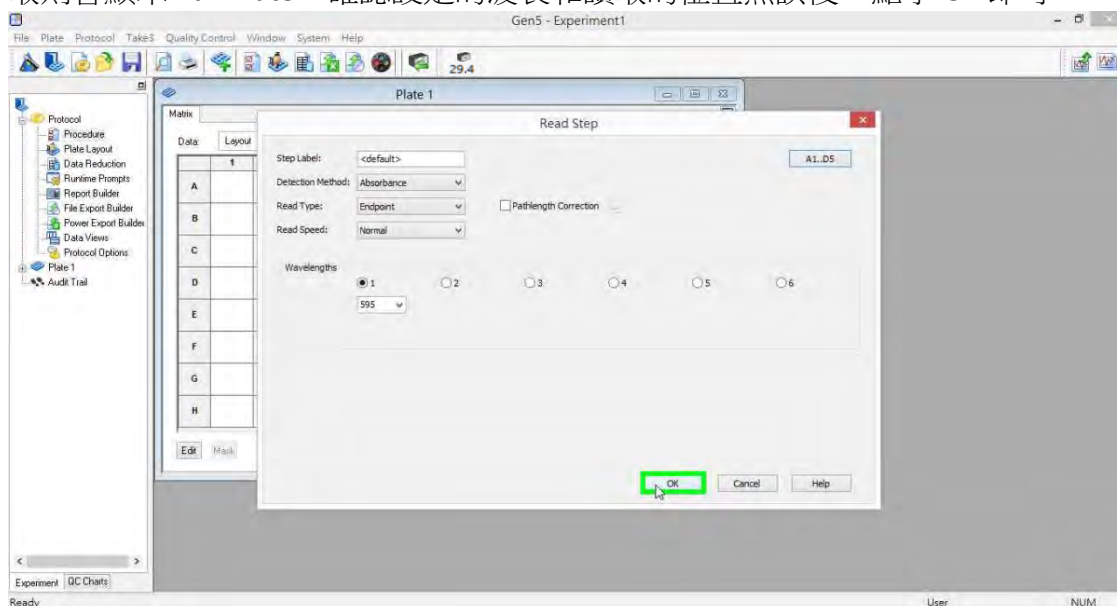 Gen5 - Experiment1
File Plate Protocol Take3 Quality Control Window System Help
29.4
Plate 1
Protocol
Procedure
Plate Layout
Data Reduction
Runtime Prompts
Report Builder
File Export Builder
Power Export Builder
Data Views
Protocol Options
Plate 1
Audit Trail
Matrix
Data: Layout
1
A
B
C
D
E
F
G
H
Edit Mask
Read Step
Step Label: <default> A1..D5
Detection Method: Absorbance
Read Type: Endpoint Pathlength Correction ...
Read Speed: Normal
Wavelengths
1 2 3 4 5 6
595
OK Cancel Help
Experiment QC Charts
Ready User NUM